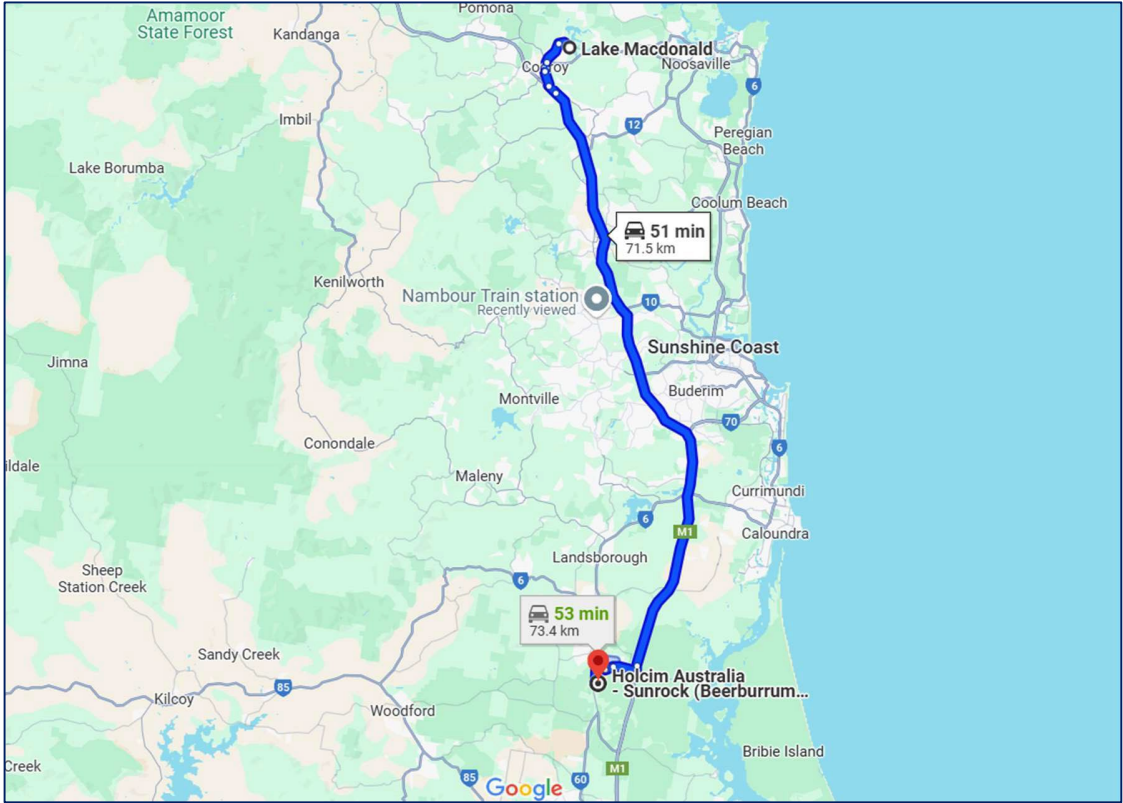 Pomona
Amamoor
State Forest
Kandanga
Lake Macdonald
Cooroy
Noosaville
6
Imbil
12
Peregian
Beach
Lake Borumba
Coolum Beach
51 min
71.5 km
Kenilworth
Nambour Train station
Recently viewed
10
Sunshine Coast
Jimna
Buderim
Montville
70
Conondale
6
ildale
Maleny
Currimundi
6
M1
Caloundra
Landsborough
Sheep
Station Creek
6
53 min
73.4 km
Sandy Creek
Holcim Australia
- Sunrock (Beerburrum...
85
Kilcoy
Woodford
Bribie Island
Creek
M1
85
Google
60